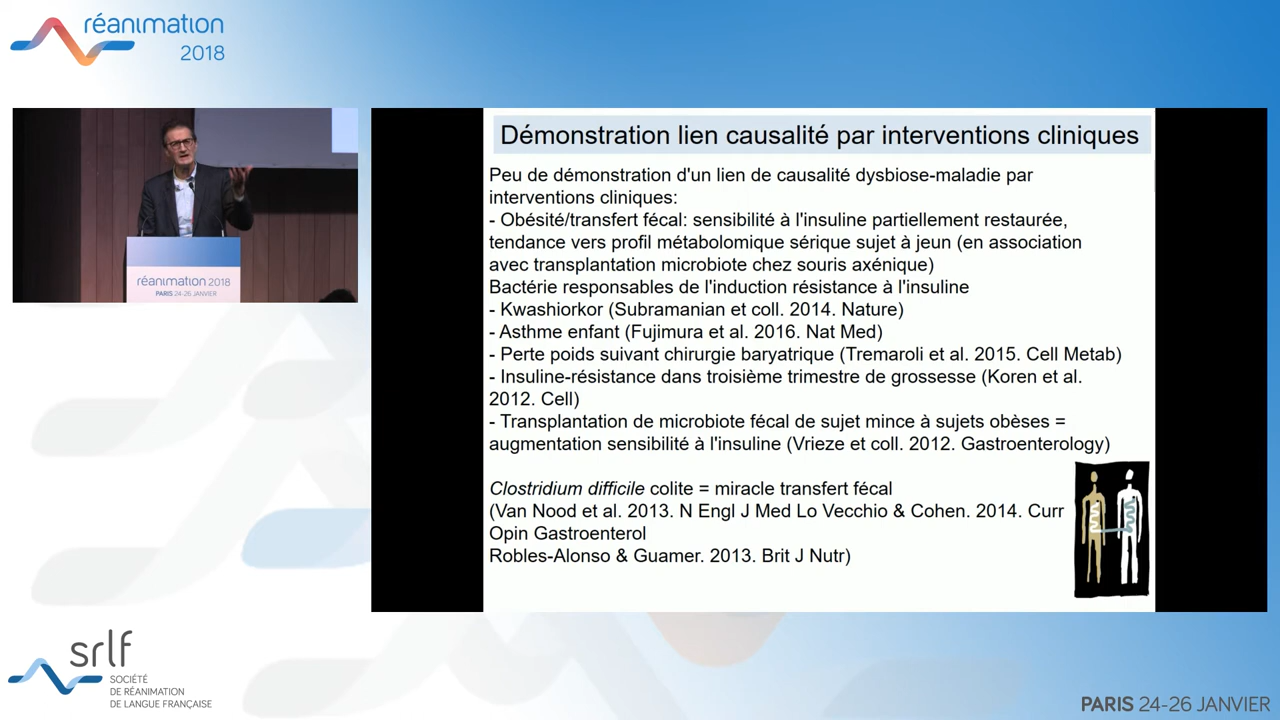 réanimation
2018
réanimation 2018
PARIS 24-26 JANVIER
Démonstration lien causalité par interventions cliniques
Peu de démonstration d'un lien de causalité dysbiose-maladie par
interventions cliniques:
- Obésité/transfert fécal: sensibilité à l'insuline partiellement restaurée,
tendance vers profil métabolomique sérique sujet à jeun (en association
avec transplantation microbiote chez souris axénique)
Bactérie responsables de l'induction résistance à l'insuline
- Kwashiorkor (Subramanian et coll. 2014. Nature)
- Asthme enfant (Fujimura et al. 2016. Nat Med)
- Perte poids suivant chirurgie baryatrique (Tremaroli et al. 2015. Cell Metab)
- Insuline-résistance dans troisième trimestre de grossesse (Koren et al.
2012. Cell)
- Transplantation de microbiote fécal de sujet mince à sujets obèses =
augmentation sensibilité à l'insuline (Vrieze et coll. 2012. Gastroenterology)
Clostridium difficile colite = miracle transfert fécal
(Van Nood et al. 2013. N Engl J Med Lo Vecchio & Cohen. 2014. Curr
Opin Gastroenterol
Robles-Alonso & Guamer. 2013. Brit J Nutr)
srlf
SOCIÉTÉ
DE RÉANIMATION
DE LANGUE FRANÇAISE
PARIS 24-26 JANVIER